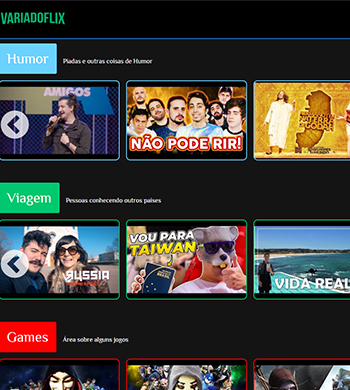 VARIADOFLIX
Humor
Piadas e outras coisas de Humor
AMIGOS
NÃO PODE RIR!
Viagem
Pessoas conhecendo outros países
RUSSIA
VOU PARA
TAIWAN
VIDA REAL
Games
Área sobre alguns jogos